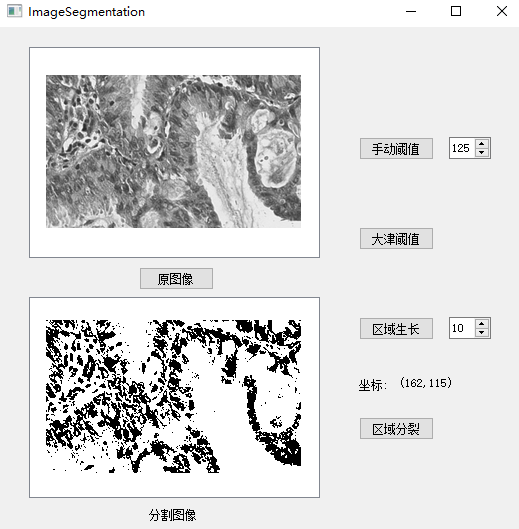 ImageSegmentation
手动阈值 125
大津阈值
原图像
区域生长 10
坐标: (162,115)
区域分裂
分割图像